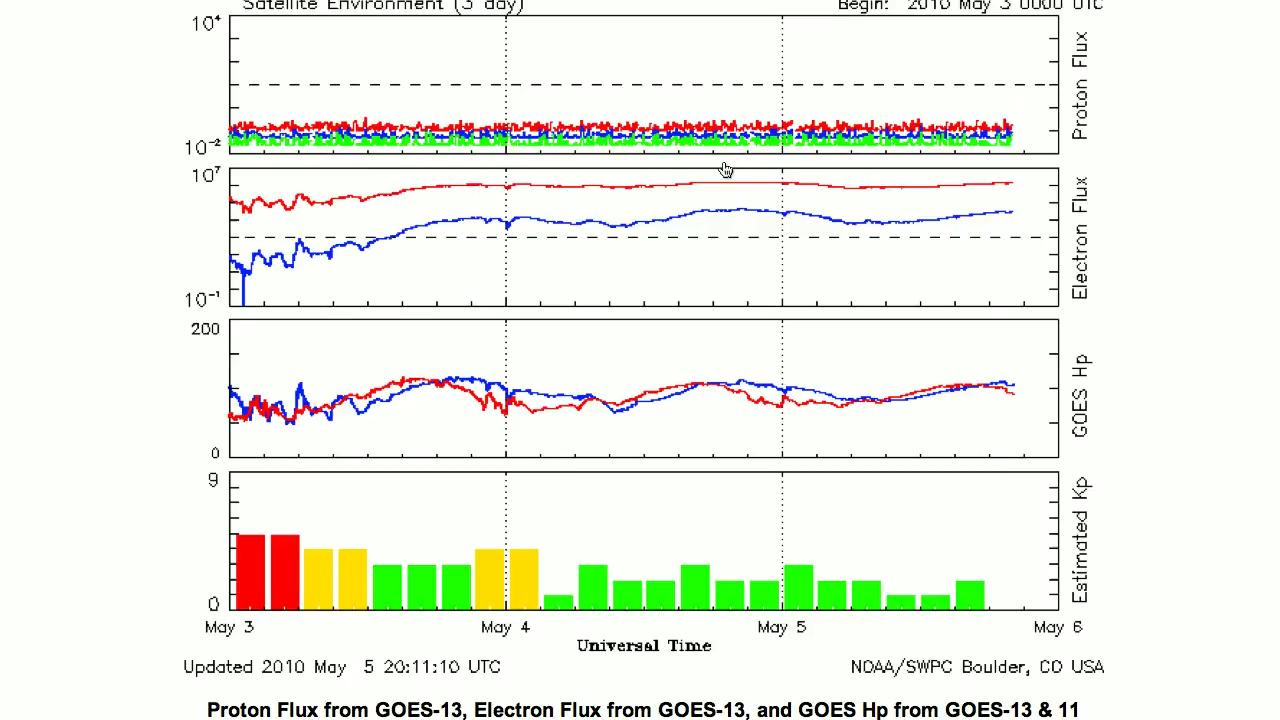 Satellite Environment (3 day) Begin: 2010 May 3 0000 UTC
10⁴
Proton Flux
10⁻²
10⁷
Electron Flux
10⁻¹
200
GOES Hp
0
9
Estimated Kp
0
May 3 May 4 May 5 May 6
Universal Time
Updated 2010 May 5 20:11:10 UTC NOAA/SWPC Boulder, CO USA
Proton Flux from GOES-13, Electron Flux from GOES-13, and GOES Hp from GOES-13 & 11